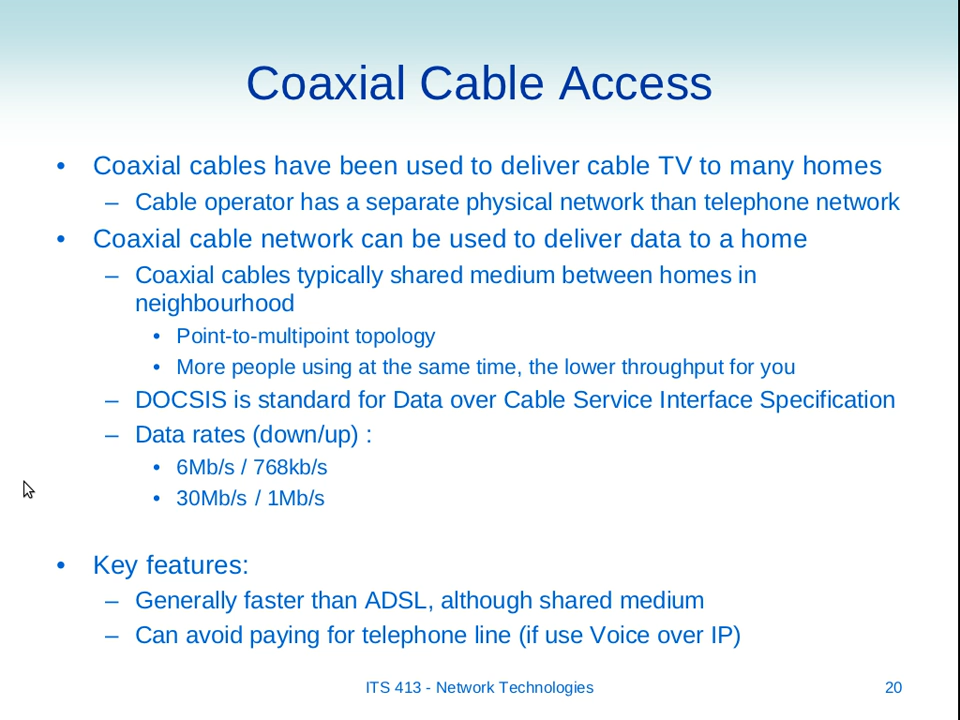 Coaxial Cable Access
• Coaxial cables have been used to deliver cable TV to many homes
– Cable operator has a separate physical network than telephone network
• Coaxial cable network can be used to deliver data to a home
– Coaxial cables typically shared medium between homes in
neighbourhood
• Point-to-multipoint topology
• More people using at the same time, the lower throughput for you
– DOCSIS is standard for Data over Cable Service Interface Specification
– Data rates (down/up) :
• 6Mb/s / 768kb/s
• 30Mb/s / 1Mb/s
• Key features:
– Generally faster than ADSL, although shared medium
– Can avoid paying for telephone line (if use Voice over IP)
ITS 413 - Network Technologies
20